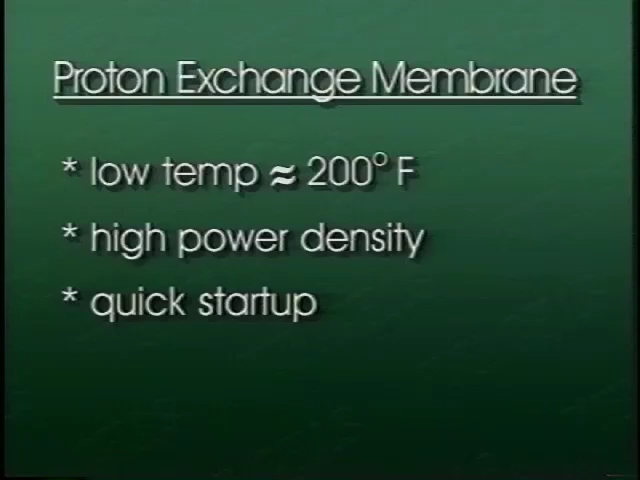 Proton Exchange Membrane
* low temp ≈ 200° F
* high power density
* quick startup